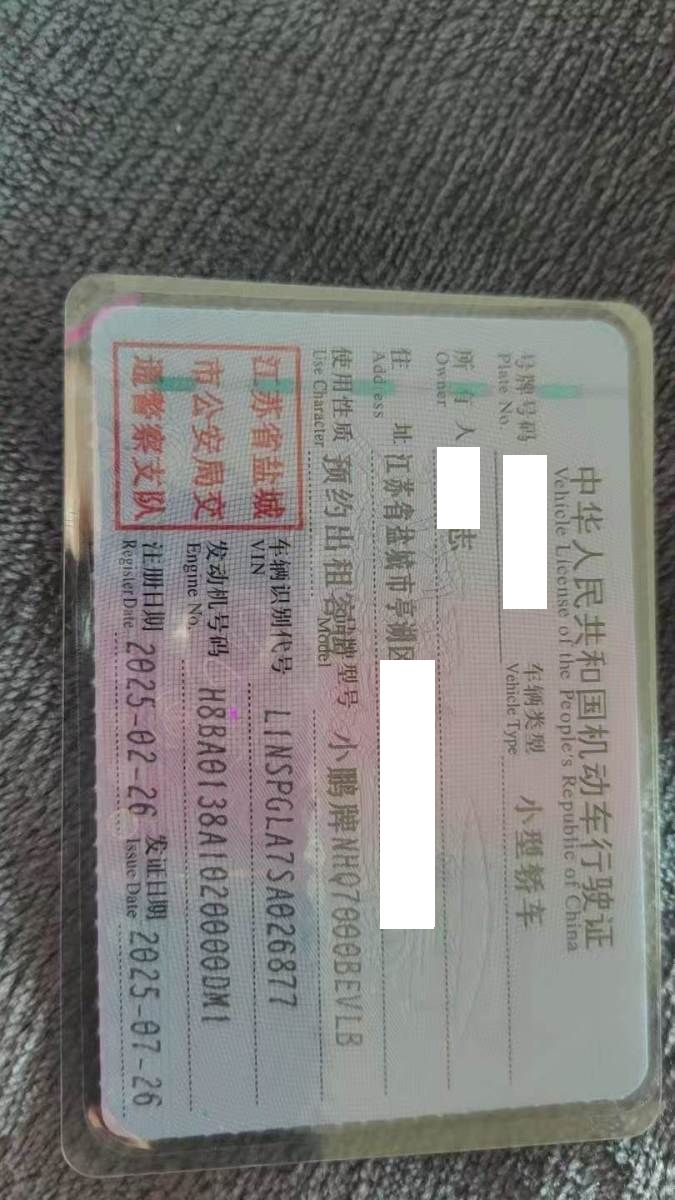 中华人民共和国机动车行驶证
Vehicle License of the People's Republic of China
号牌号码
Plate No.
车辆类型 小型轿车
Vehicle Type
所有人 志
Owner
住址 江苏省盐城市亭湖区
Address
使用性质 预约出租客
Use Character
品牌型号 小鹏牌NHQ7000BEVLB
Model
江苏省盐城
市公安局交
通警察支队
车辆识别代号 L1NSPGLA7SA026877
VIN
发动机号码 H8BA0138A1020000DM1
Engine No.
注册日期 2025-02-26 发证日期 2025-07-26
Register Date Issue Date